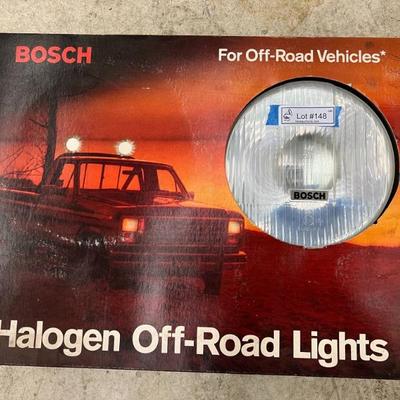 BOSCH
For Off-Road Vehicles*
Lot #148
BOSCH
Halogen Off-Road Lights